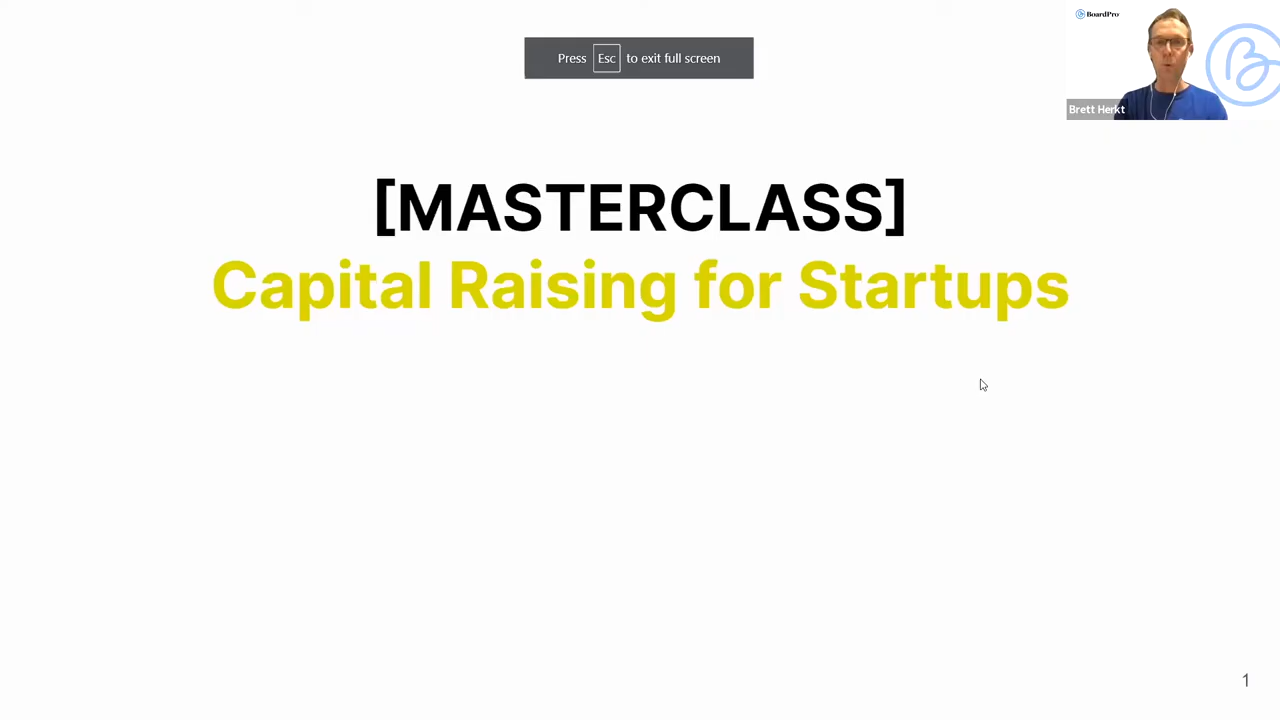 BoardPro
Press Esc to exit full screen
Brett Herkt
[MASTERCLASS]
Capital Raising for Startups
1